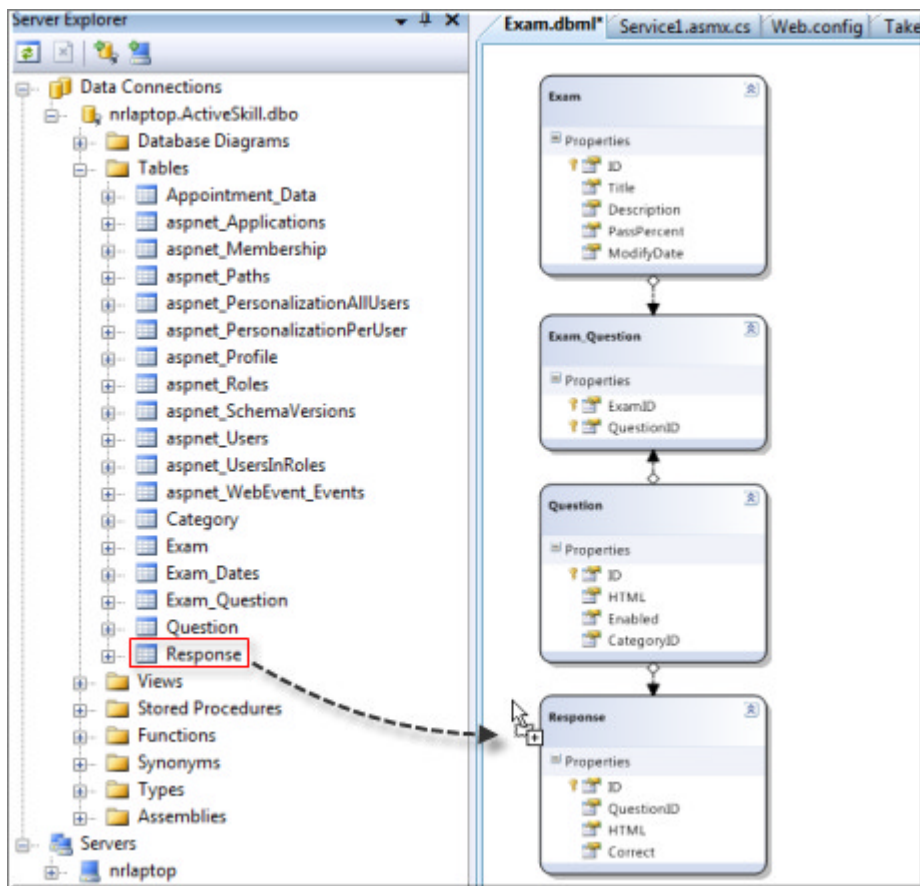 Server Explorer
Exam.dbml* Service1.asmx.cs Web.config Take
Data Connections
nrlaptop.ActiveSkill.dbo
Database Diagrams
Tables
Appointment_Data
aspnet_Applications
aspnet_Membership
aspnet_Paths
aspnet_PersonalizationAllUsers
aspnet_PersonalizationPerUser
aspnet_Profile
aspnet_Roles
aspnet_SchemaVersions
aspnet_Users
aspnet_UsersInRoles
aspnet_WebEvent_Events
Category
Exam
Exam_Dates
Exam_Question
Question
Response
Views
Stored Procedures
Functions
Synonyms
Types
Assemblies
Servers
nrlaptop
Exam
Properties
ID
Title
Description
PassPercent
ModifyDate
Exam_Question
Properties
ExamID
QuestionID
Question
Properties
ID
HTML
Enabled
CategoryID
Response
Properties
ID
QuestionID
HTML
Correct